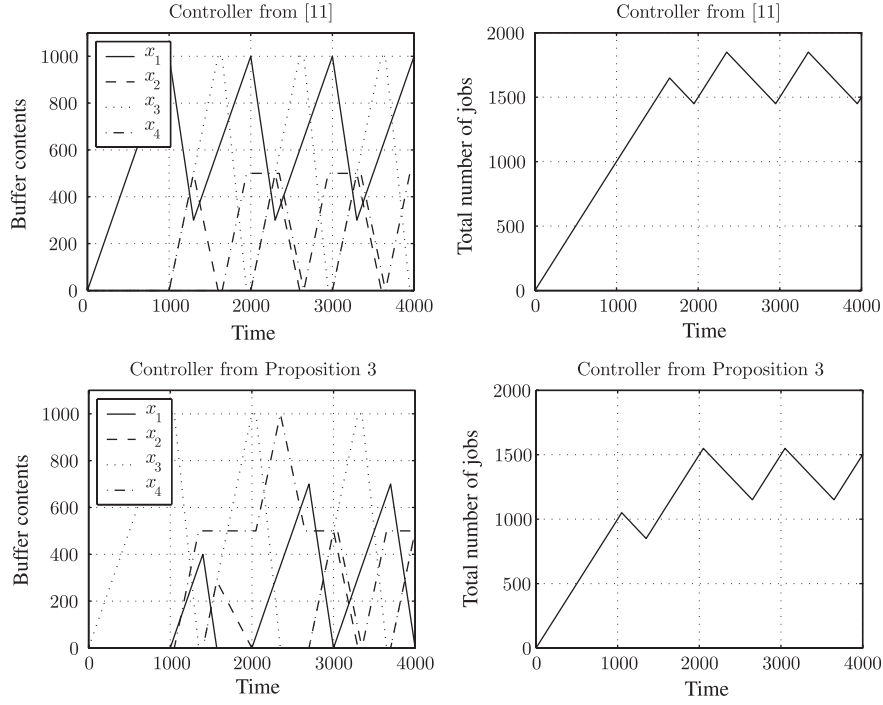 Controller from [11]
1000
800
600
400
200
0
Buffer contents
x1
x2
x3
x4
0 1000 2000 3000 4000
Time
Controller from [11]
2000
1500
1000
500
0
Total number of jobs
0 1000 2000 3000 4000
Time
Controller from Proposition 3
1000
800
600
400
200
0
Buffer contents
x1
x2
x3
x4
0 1000 2000 3000 4000
Time
Controller from Proposition 3
2000
1500
1000
500
0
Total number of jobs
0 1000 2000 3000 4000
Time